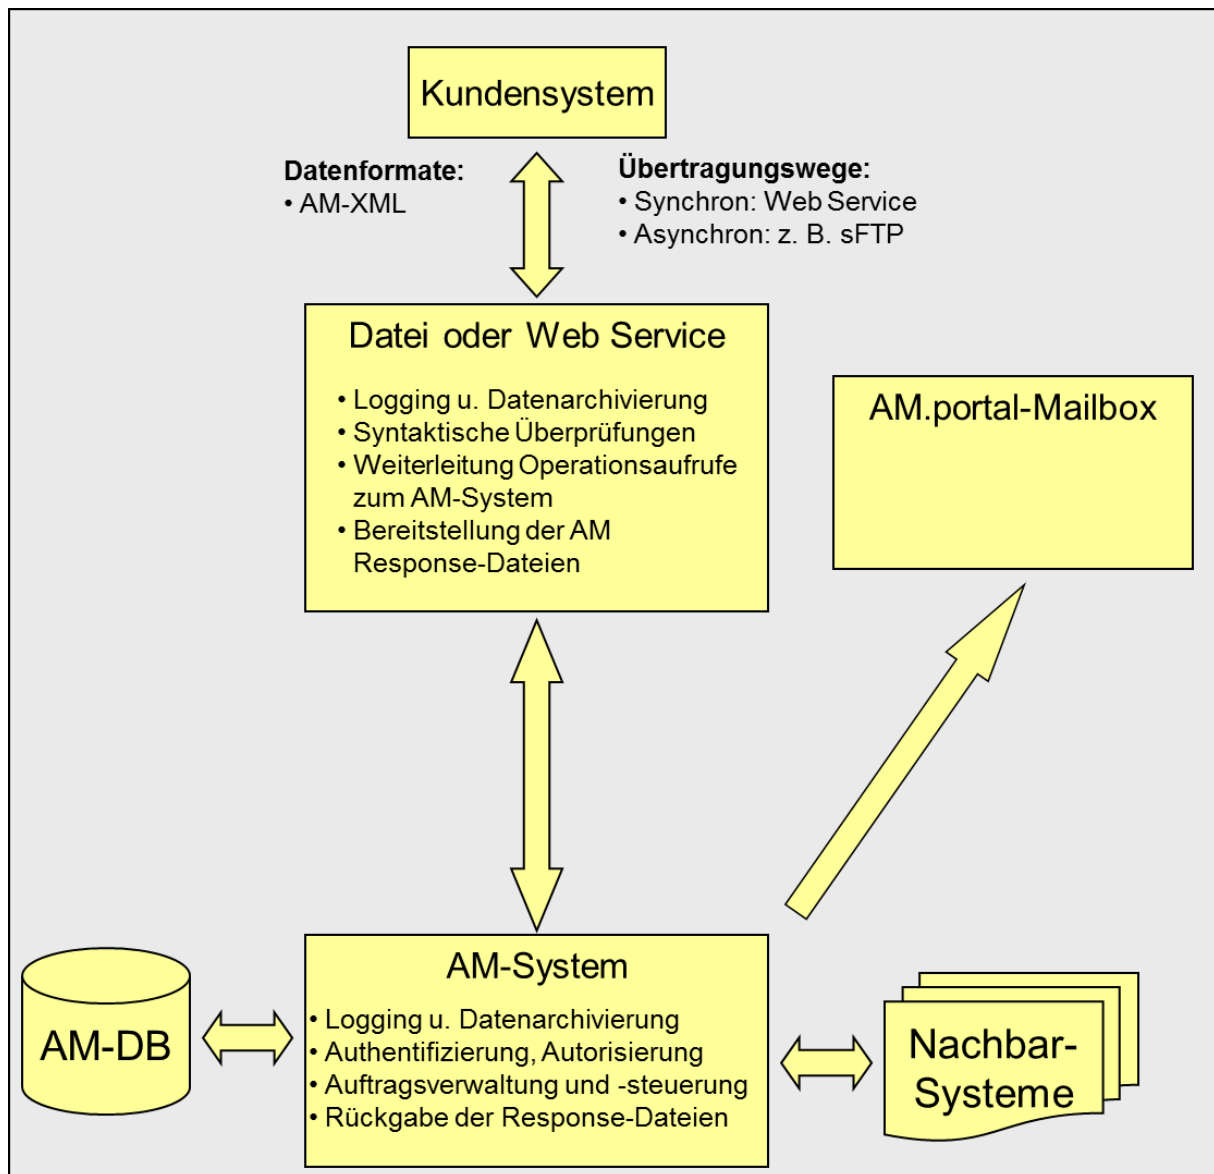 Kundensystem
Datenformate:
• AM-XML
Übertragungswege:
• Synchron: Web Service
• Asynchron: z. B. sFTP
Datei oder Web Service
• Logging u. Datenarchivierung
• Syntaktische Überprüfungen
• Weiterleitung Operationsaufrufe
zum AM-System
• Bereitstellung der AM
Response-Dateien
AM.portal-Mailbox
AM-System
• Logging u. Datenarchivierung
• Authentifizierung, Autorisierung
• Auftragsverwaltung und -steuerung
• Rückgabe der Response-Dateien
AM-DB
Nachbar-
Systeme